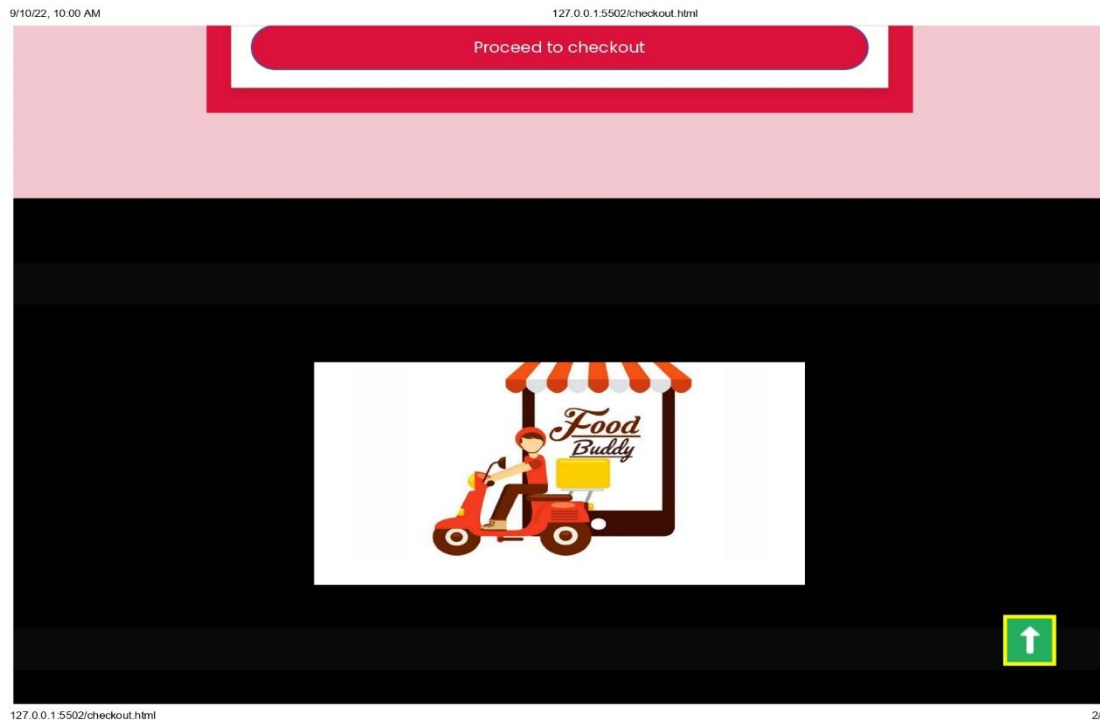 9/10/22, 10:00 AM 127.0.0.1:5502/checkout.html
Proceed to checkout
Food
Buddy
127.0.0.1:5502/checkout.html 2/